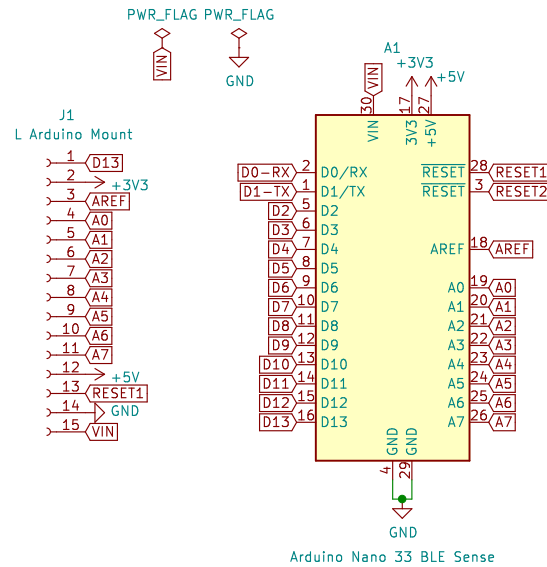 PWR_FLAG PWR_FLAG
VIN
GND
J1
L Arduino Mount
1 D13
2 +3V3
3 AREF
4 A0
5 A1
6 A2
7 A3
8 A4
9 A5
10 A6
11 A7
12 +5V
13 RESET1
14 GND
15 VIN
A1
VIN +3V3 +5V
30 17 27
VIN 3V3 +5V
D0-RX 2 D0/RX RESET 28 RESET1
D1-TX 1 D1/TX RESET 3 RESET2
D2 5 D2
D3 6 D3
D4 7 D4 AREF 18 AREF
D5 8 D5
D6 9 D6 A0 19 A0
D7 10 D7 A1 20 A1
D8 11 D8 A2 21 A2
D9 12 D9 A3 22 A3
D10 13 D10 A4 23 A4
D11 14 D11 A5 24 A5
D12 15 D12 A6 25 A6
D13 16 D13 A7 26 A7
GND GND
4 29
GND
Arduino Nano 33 BLE Sense